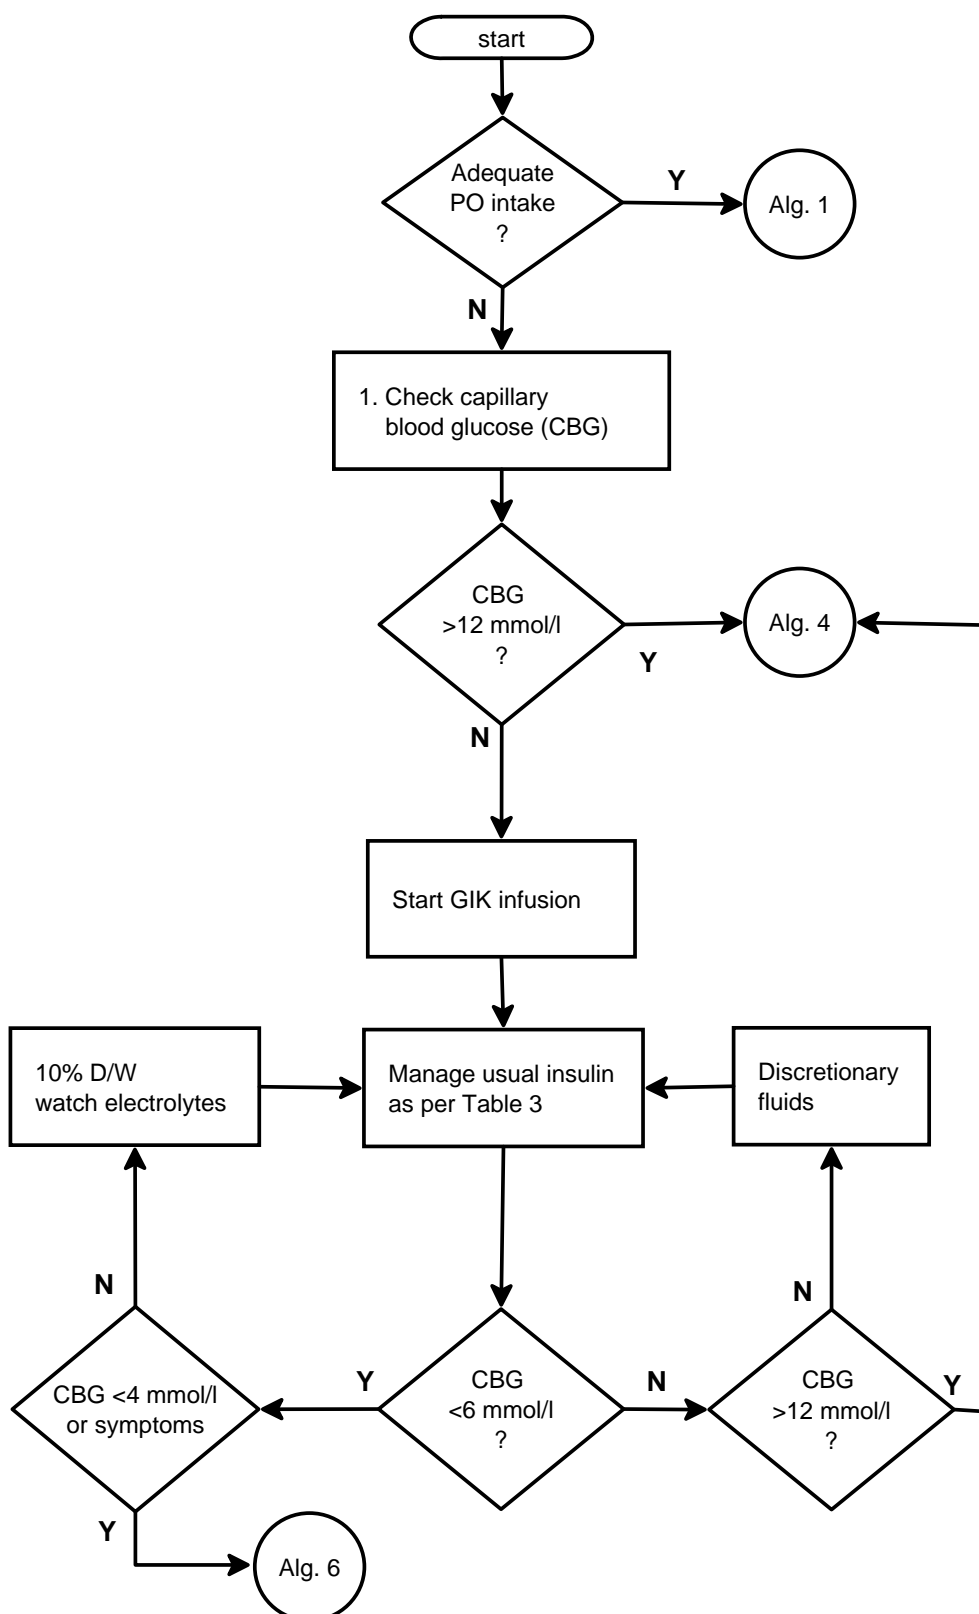 start
Adequate
PO intake
?
Y
Alg. 1
N
1. Check capillary
blood glucose (CBG)
CBG
>12 mmol/l
?
Y
Alg. 4
N
Start GIK infusion
10% D/W
watch electrolytes
Manage usual insulin
as per Table 3
Discretionary
fluids
N
N
CBG <4 mmol/l
or symptoms
Y
CBG
<6 mmol/l
?
N
CBG
>12 mmol/l
?
Y
Y
Alg. 6